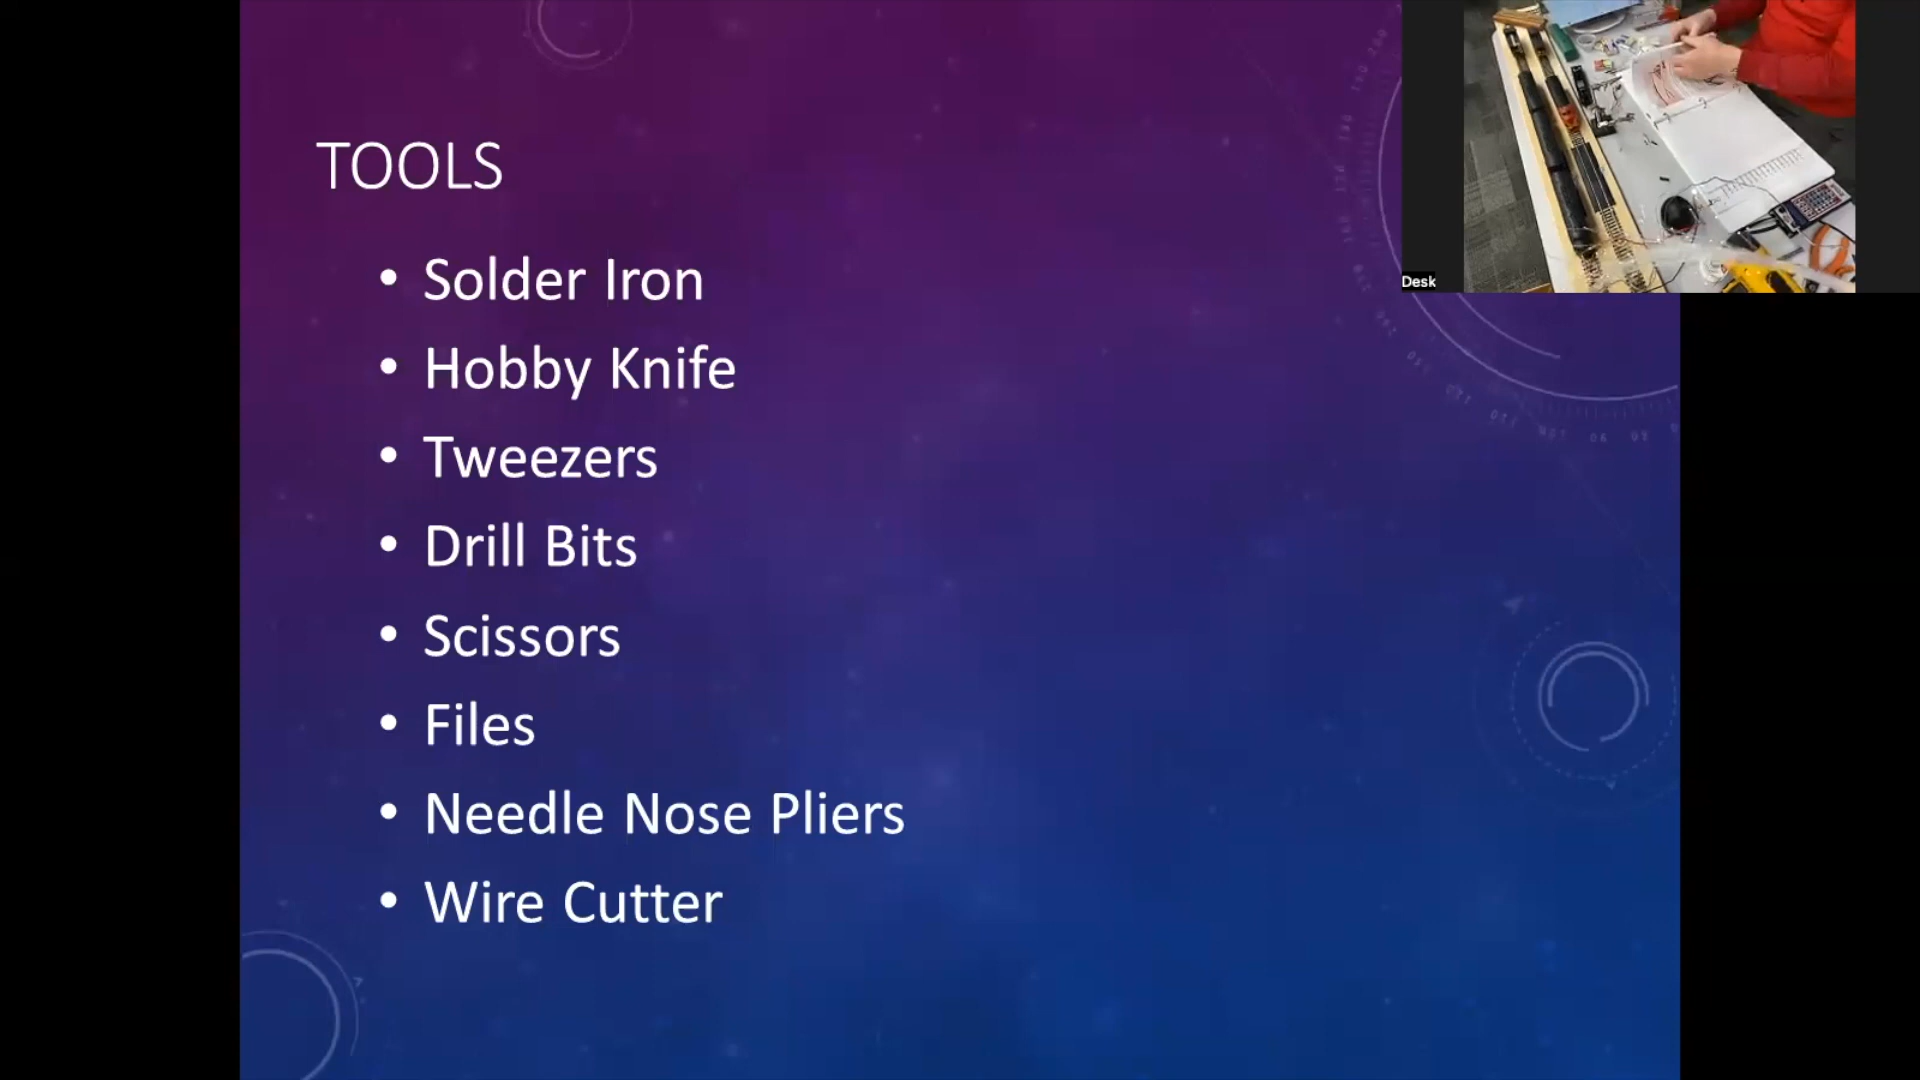 TOOLS
• Solder Iron
• Hobby Knife
• Tweezers
• Drill Bits
• Scissors
• Files
• Needle Nose Pliers
• Wire Cutter
Desk